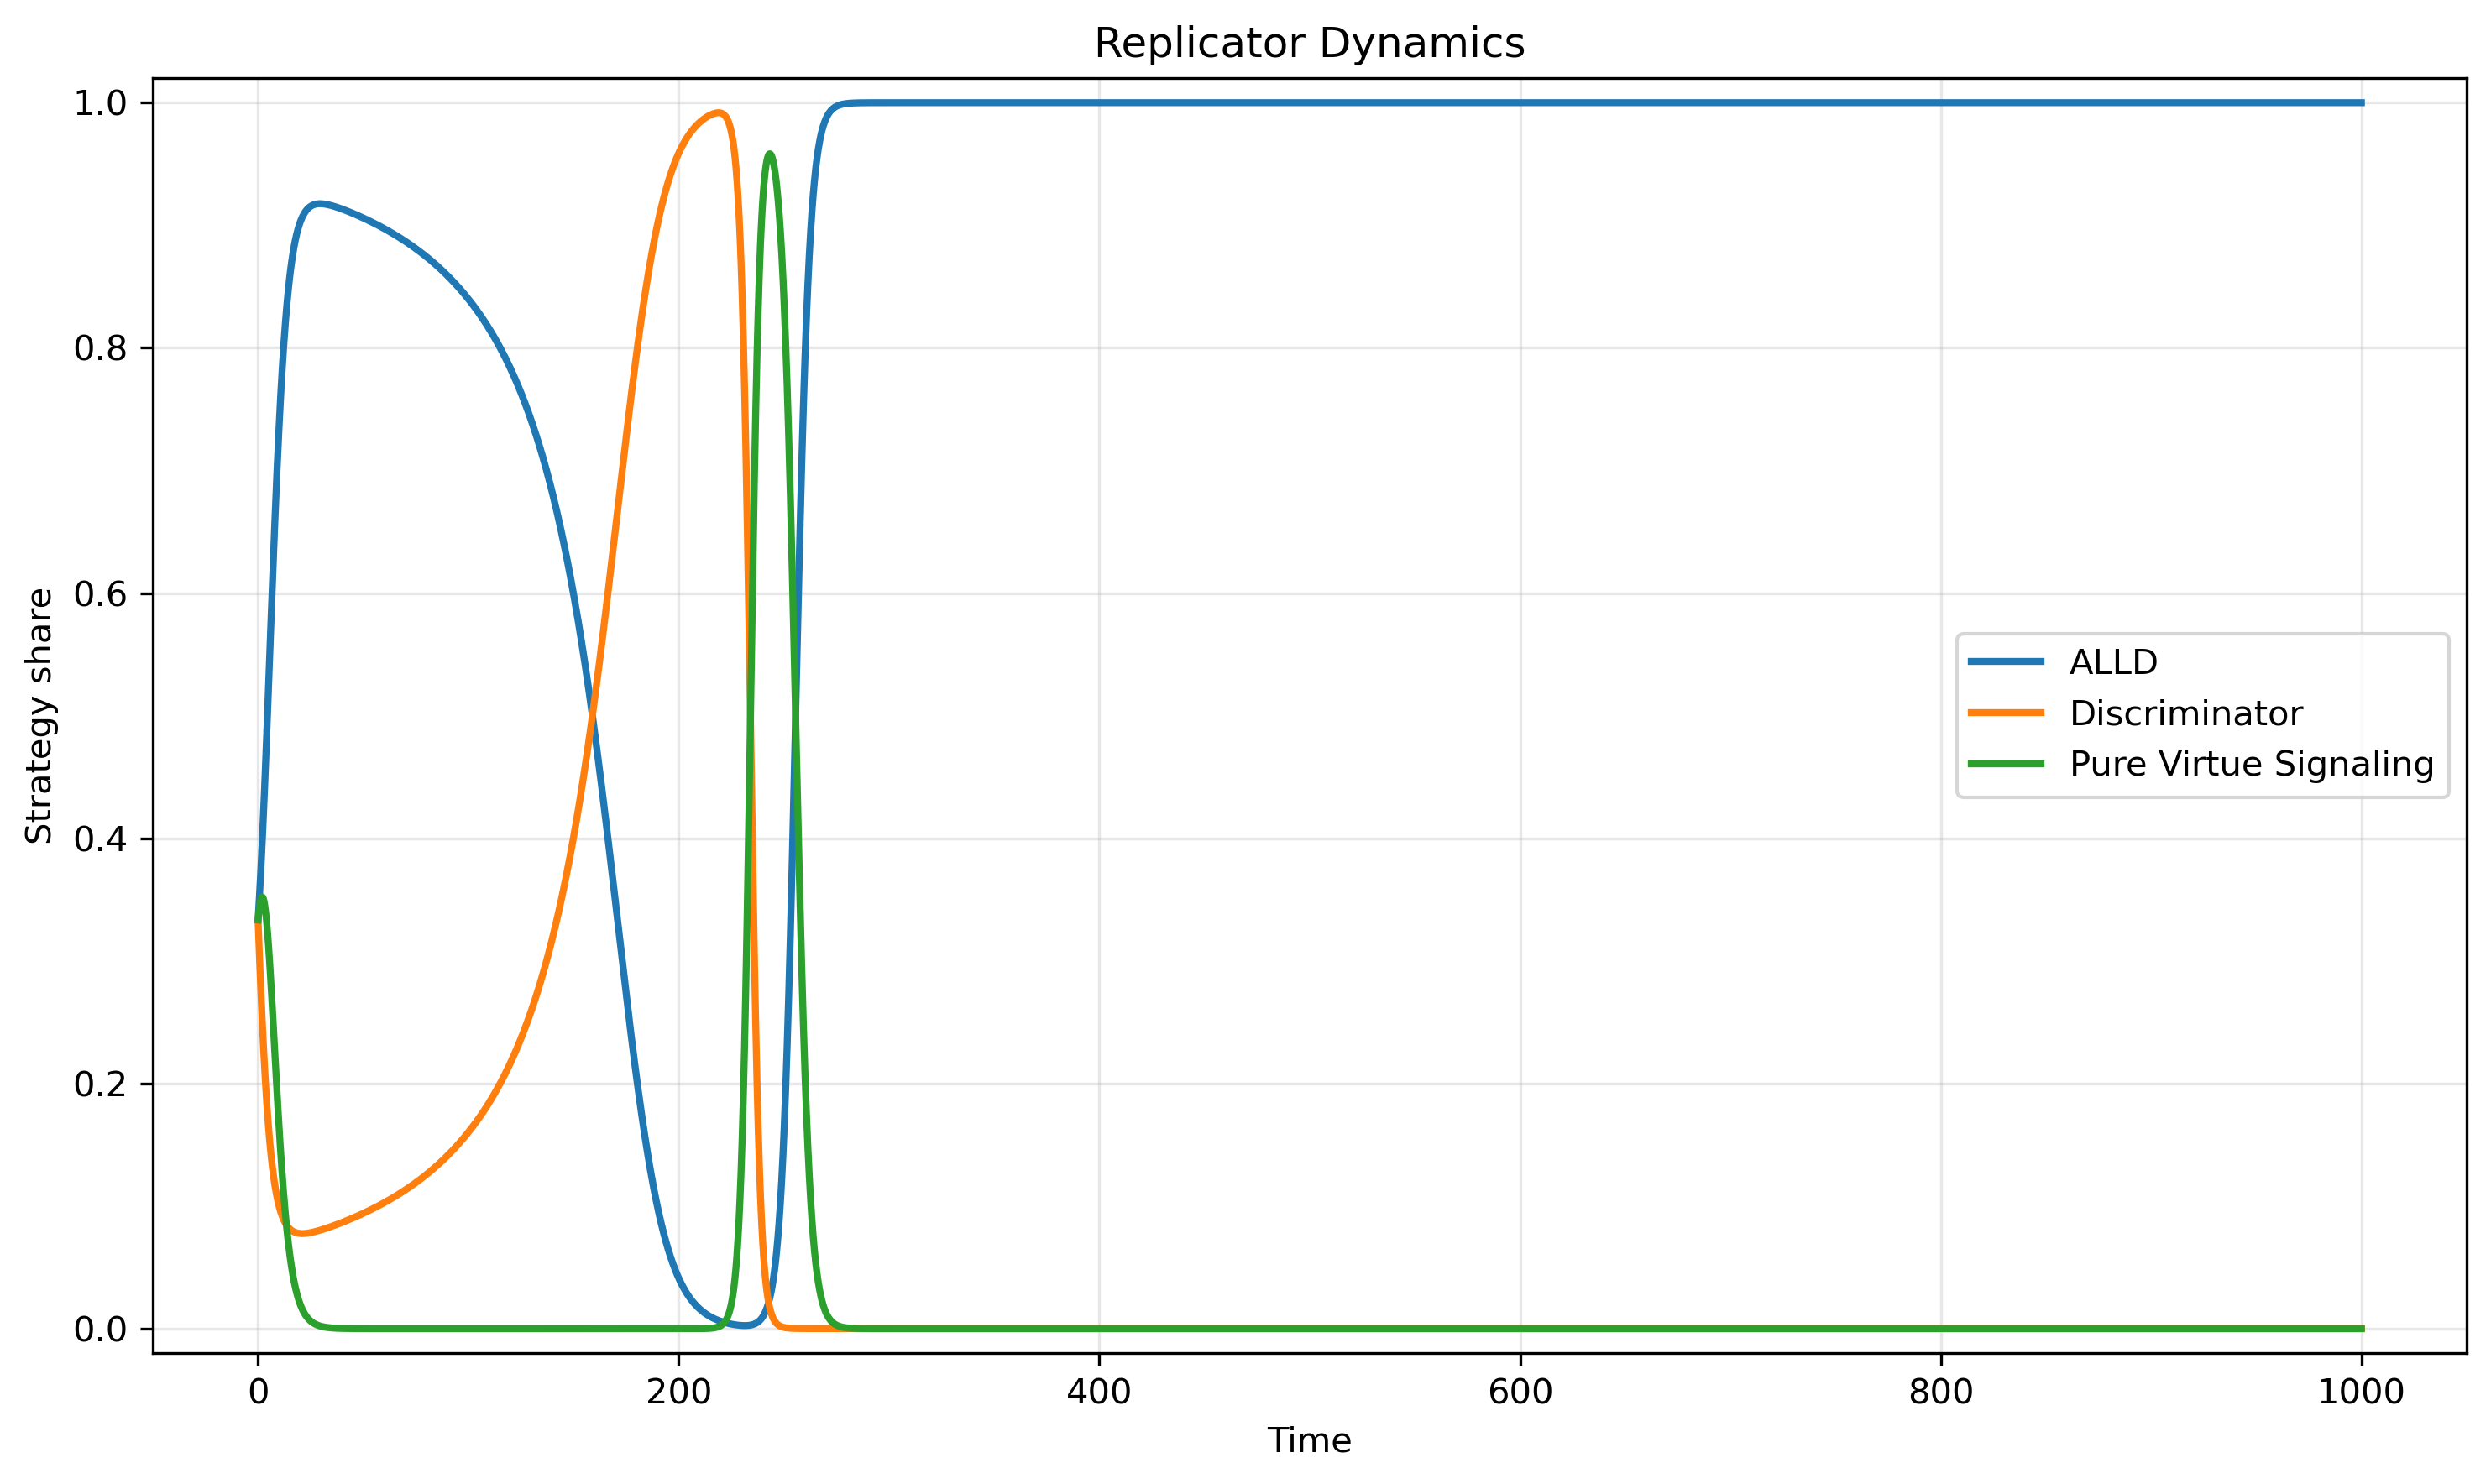 Replicator Dynamics
Strategy share
1.0
0.8
0.6
0.4
0.2
0.0
ALLD
Discriminator
Pure Virtue Signaling
0 200 400 600 800 1000
Time